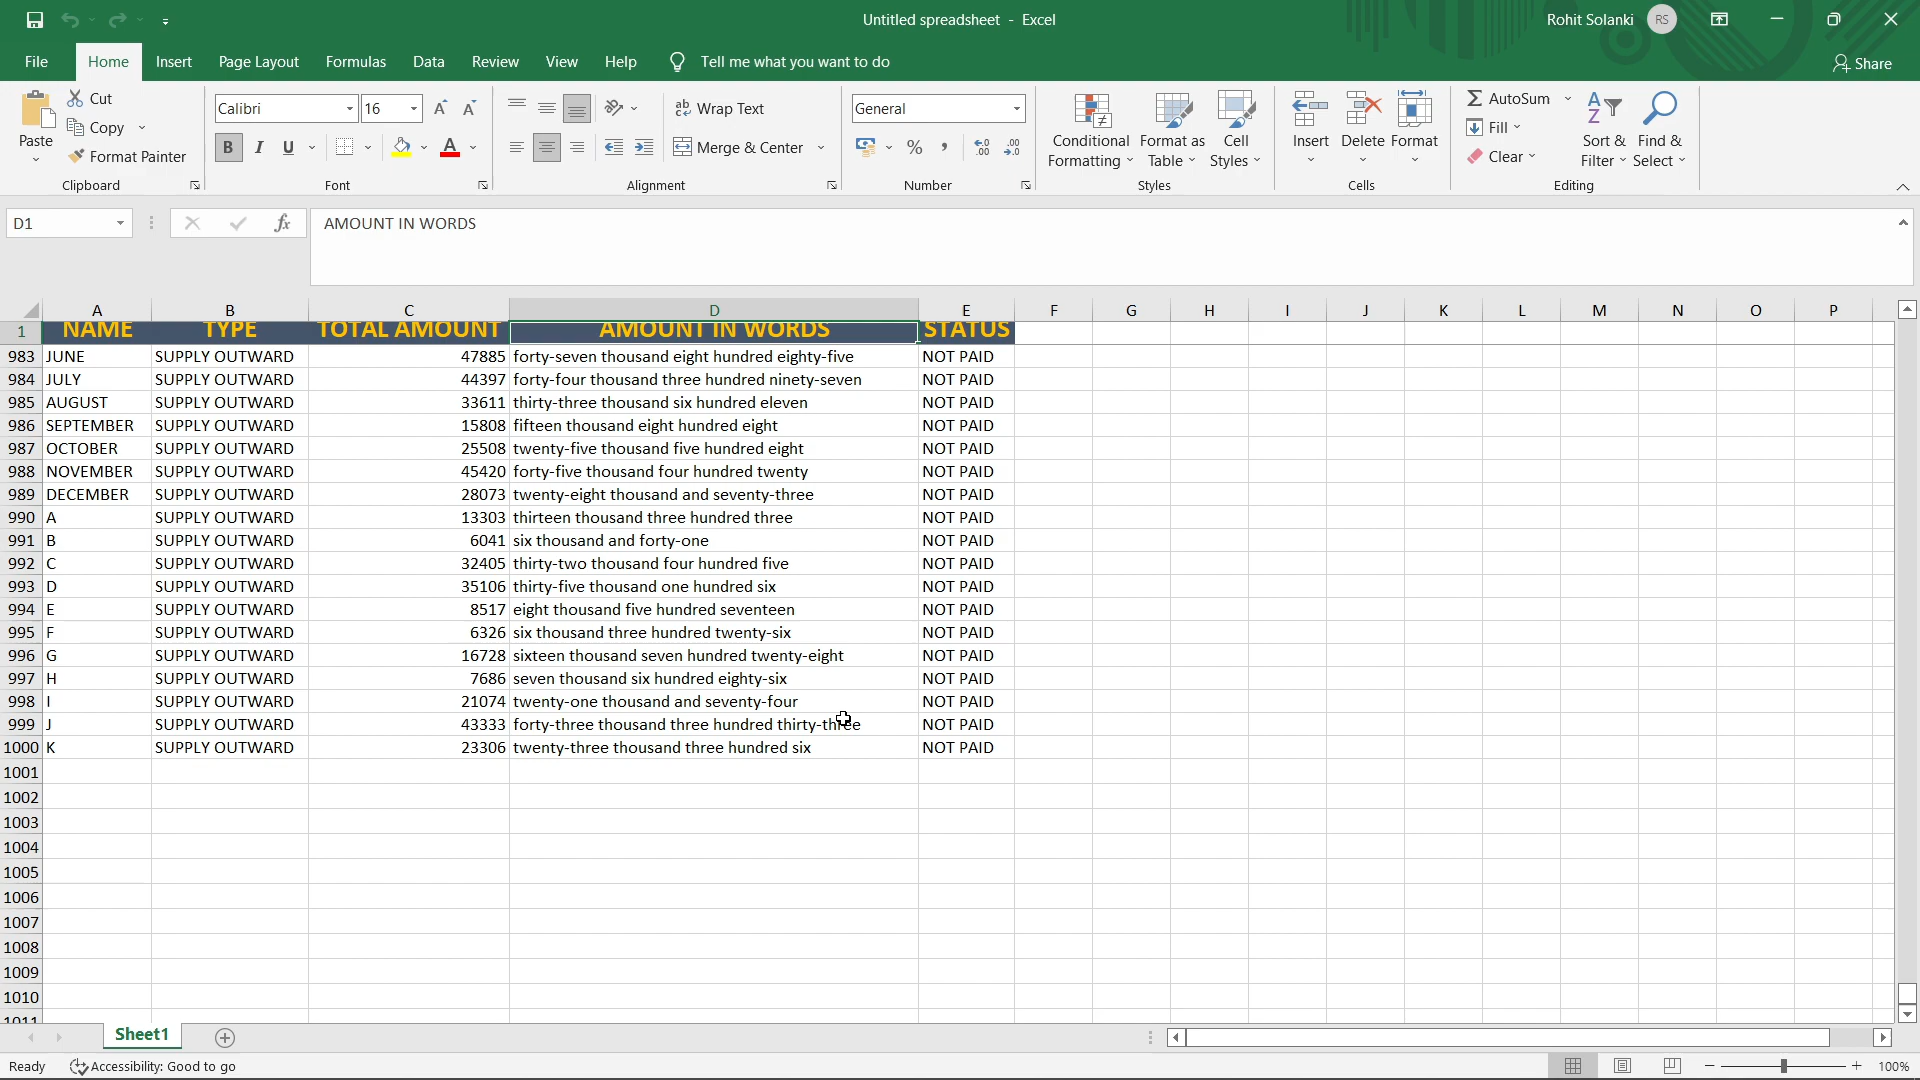 Untitled spreadsheet - Excel
Rohit Solanki RS
File Home Insert Page Layout Formulas Data Review View Help Tell me what you want to do Share
Paste
Cut
Copy
Format Painter
Clipboard
Calibri 16
B I U
Font
Wrap Text
Merge & Center
Alignment
General
Number
Conditional Formatting
Format as Table
Cell Styles
Styles
Insert Delete Format
Cells
AutoSum
Fill
Clear
Sort & Filter
Find & Select
Editing
D1 fx AMOUNT IN WORDS
A B C D E F G H I J K L M N O P
1 NAME TYPE TOTAL AMOUNT AMOUNT IN WORDS STATUS
983 JUNE SUPPLY OUTWARD 47885 forty-seven thousand eight hundred eighty-five NOT PAID
984 JULY SUPPLY OUTWARD 44397 forty-four thousand three hundred ninety-seven NOT PAID
985 AUGUST SUPPLY OUTWARD 33611 thirty-three thousand six hundred eleven NOT PAID
986 SEPTEMBER SUPPLY OUTWARD 15808 fifteen thousand eight hundred eight NOT PAID
987 OCTOBER SUPPLY OUTWARD 25508 twenty-five thousand five hundred eight NOT PAID
988 NOVEMBER SUPPLY OUTWARD 45420 forty-five thousand four hundred twenty NOT PAID
989 DECEMBER SUPPLY OUTWARD 28073 twenty-eight thousand and seventy-three NOT PAID
990 A SUPPLY OUTWARD 13303 thirteen thousand three hundred three NOT PAID
991 B SUPPLY OUTWARD 6041 six thousand and forty-one NOT PAID
992 C SUPPLY OUTWARD 32405 thirty-two thousand four hundred five NOT PAID
993 D SUPPLY OUTWARD 35106 thirty-five thousand one hundred six NOT PAID
994 E SUPPLY OUTWARD 8517 eight thousand five hundred seventeen NOT PAID
995 F SUPPLY OUTWARD 6326 six thousand three hundred twenty-six NOT PAID
996 G SUPPLY OUTWARD 16728 sixteen thousand seven hundred twenty-eight NOT PAID
997 H SUPPLY OUTWARD 7686 seven thousand six hundred eighty-six NOT PAID
998 I SUPPLY OUTWARD 21074 twenty-one thousand and seventy-four NOT PAID
999 J SUPPLY OUTWARD 43333 forty-three thousand three hundred thirty-three NOT PAID
1000 K SUPPLY OUTWARD 23306 twenty-three thousand three hundred six NOT PAID
1001
1002
1003
1004
1005
1006
1007
1008
1009
1010
1011
Sheet1
Ready Accessibility: Good to go 100%